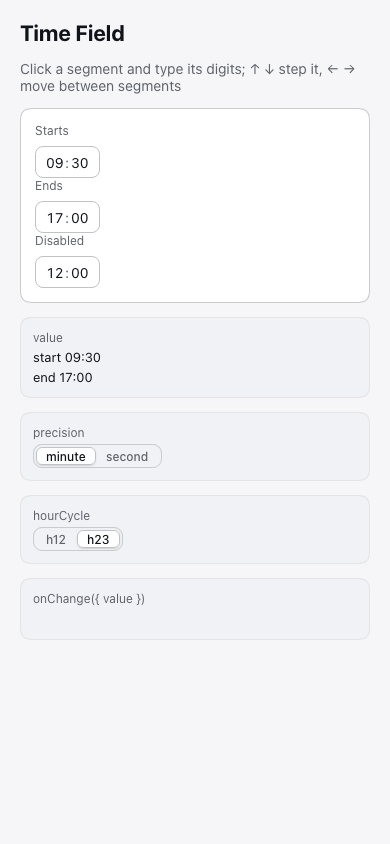 Time Field
Click a segment and type its digits; ↑ ↓ step it, ← →
move between segments
Starts
09:30
Ends
17:00
Disabled
12:00
value
start 09:30
end 17:00
precision
minute second
hourCycle
h12 h23
onChange({ value })